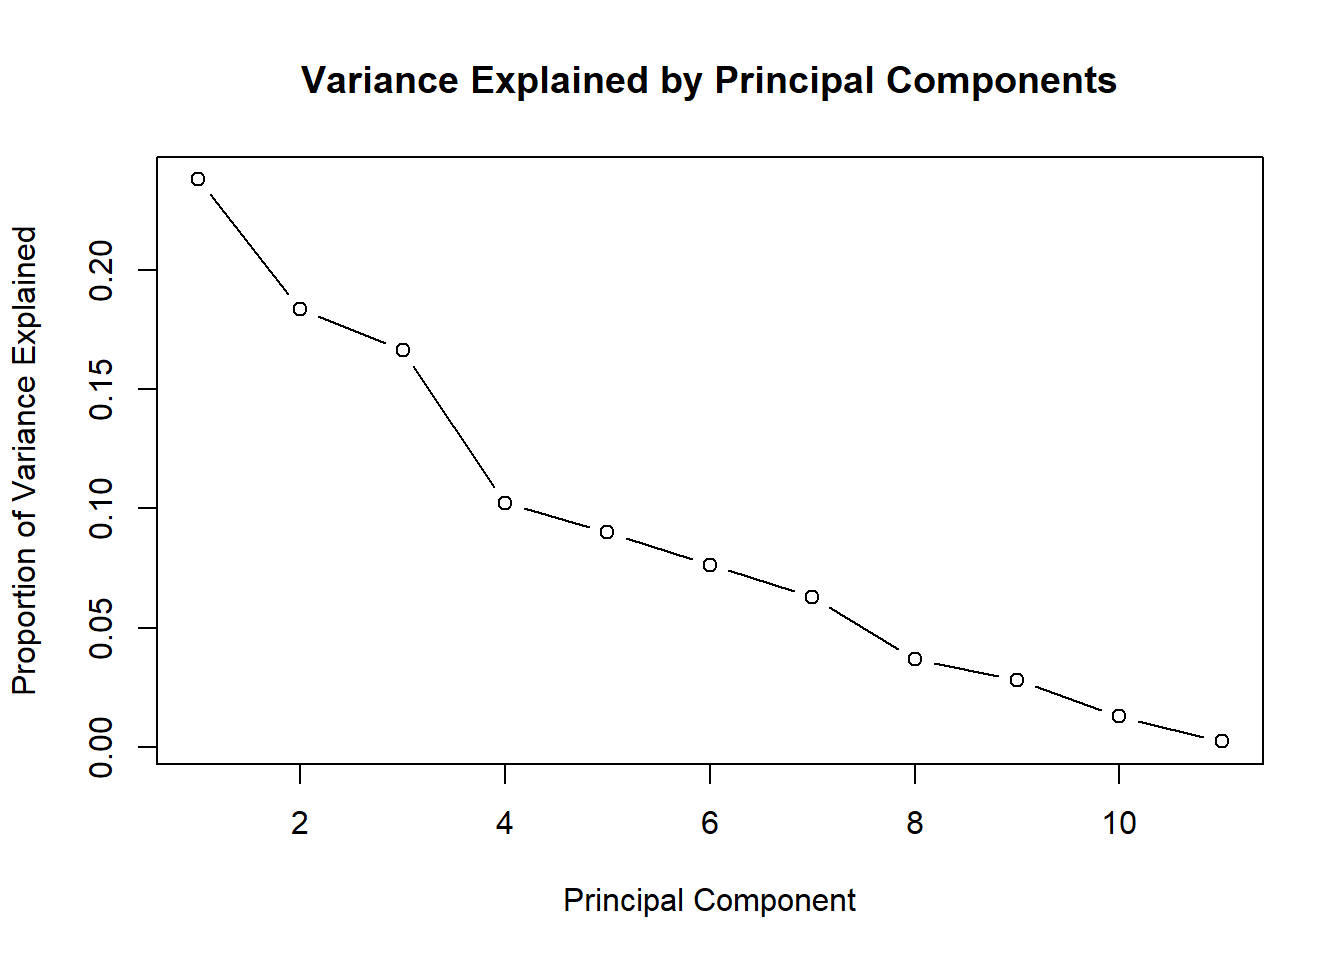 Variance Explained by Principal Components
Proportion of Variance Explained
0.20
0.15
0.10
0.05
0.00
2 4 6 8 10
Principal Component